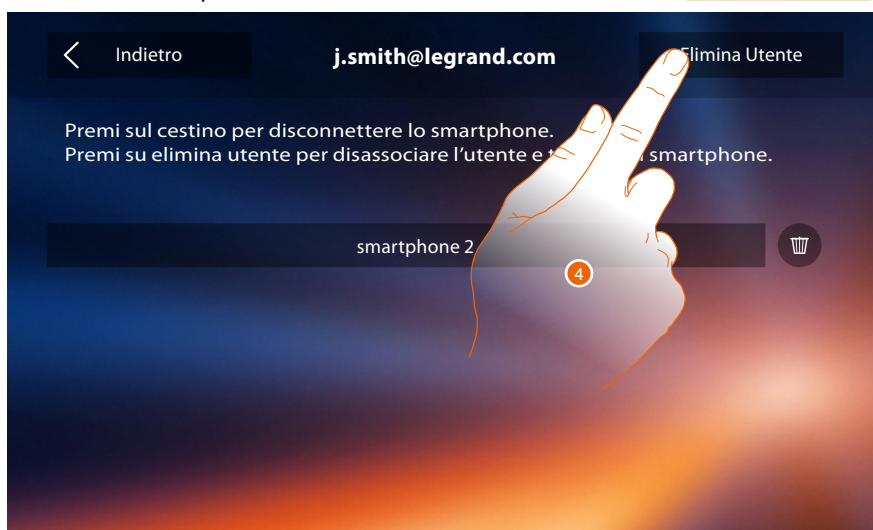 Indietro
j.smith@legrand.com
Elimina Utente
Premi sul cestino per disconnettere lo smartphone.
Premi su elimina utente per disassociare l'utente e smartphone.
smartphone 2
4